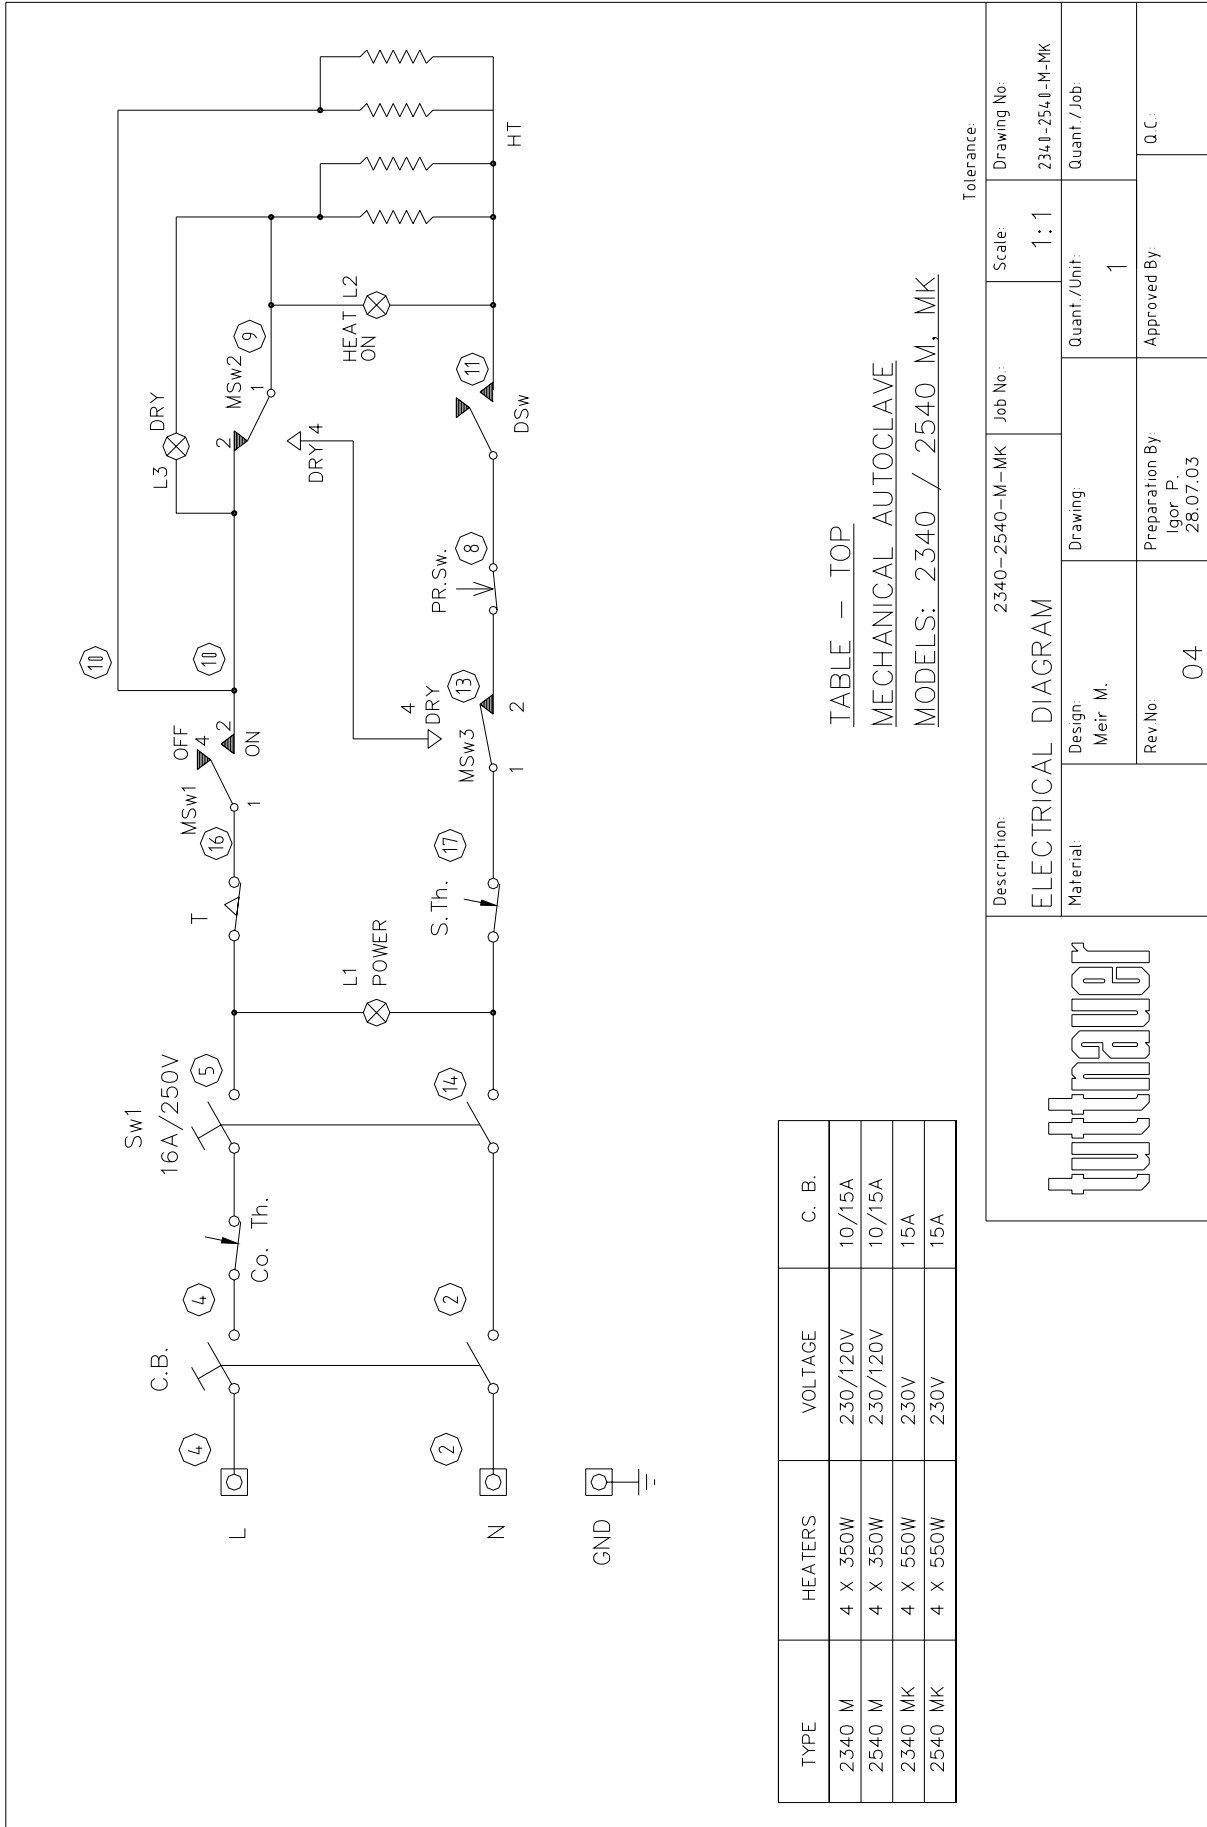 10
10
L3
DRY
MSw2
9
2
1
HEAT L2
ON
HT
MSw1
OFF
4
2
ON
1
16
T
DRY 4
4
DRY
13
MSw3
1
2
PR.Sw.
8
DSw
11
S.Th.
17
L1
POWER
Sw1
16A/250V
5
14
Co. Th.
C.B.
4
4
2
2
L
N
GND
TABLE - TOP
MECHANICAL AUTOCLAVE
MODELS: 2340 / 2540 M, MK
TYPE HEATERS VOLTAGE C. B.
2340 M 4 X 350W 230/120V 10/15A
2540 M 4 X 350W 230/120V 10/15A
2340 MK 4 X 550W 230V 15A
2540 MK 4 X 550W 230V 15A
Tolerance:
tuttnauer
Description: 2340-2540-M-MK
ELECTRICAL DIAGRAM
Job No.:
Scale:
1:1
Drawing No:
2340-2540-M-MK
Material:
Design:
Meir M.
Drawing:
Quant./Unit:
1
Quant./Job:
Rev.No:
04
Preparation By:
Igor P.
28.07.03
Approved By:
Q.C.: